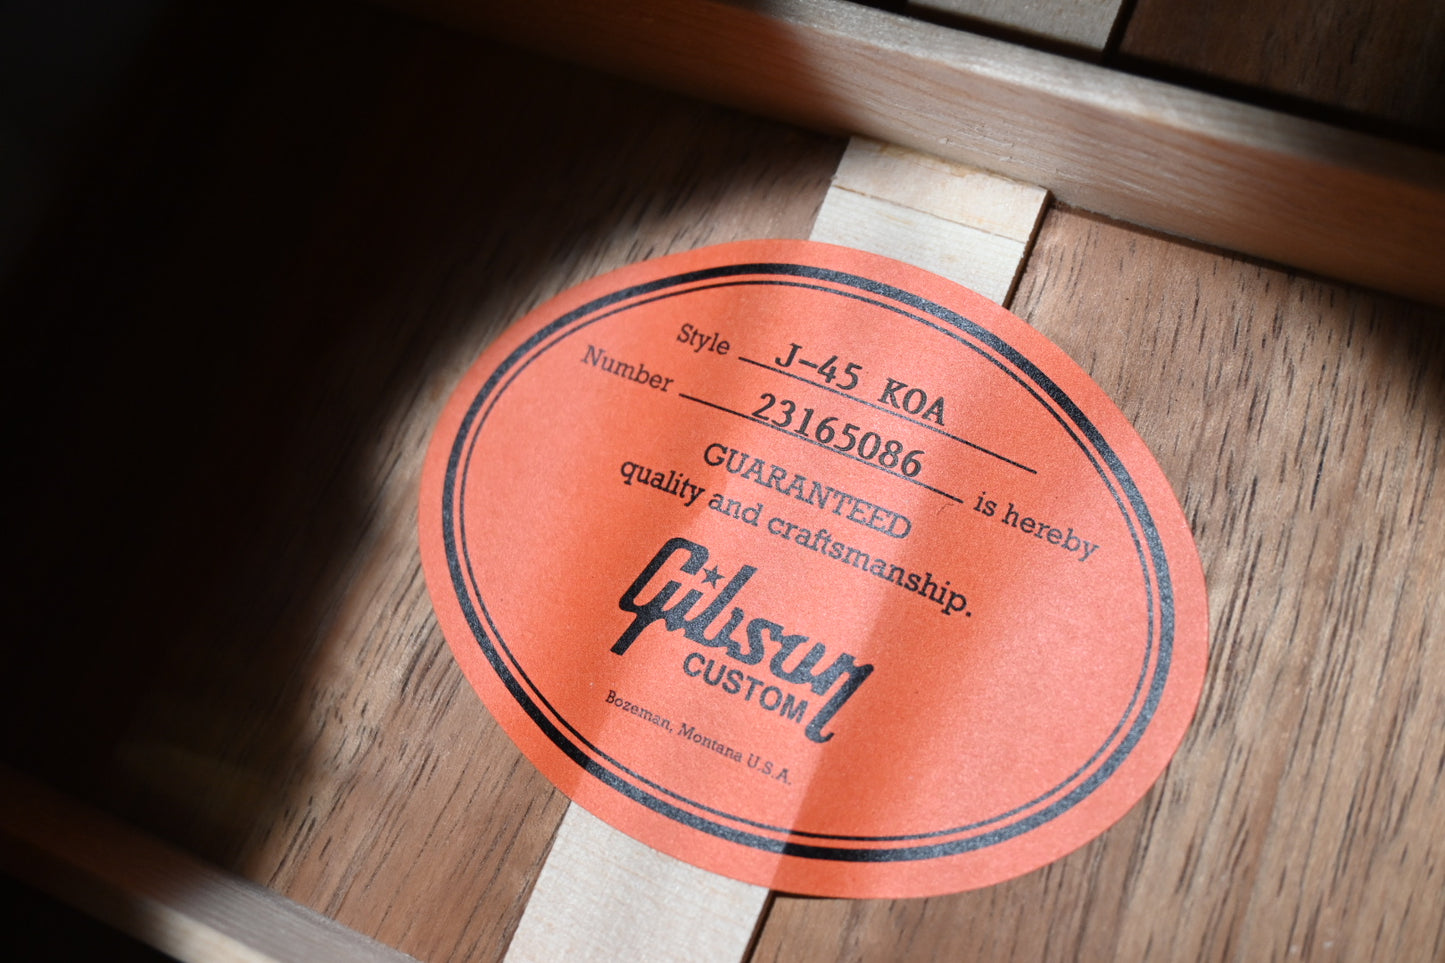 Style J-45 KOA
Number 23165086 is hereby
GUARANTEED
quality and craftsmanship.
Gibson
CUSTOM
Bozeman, Montana U.S.A.